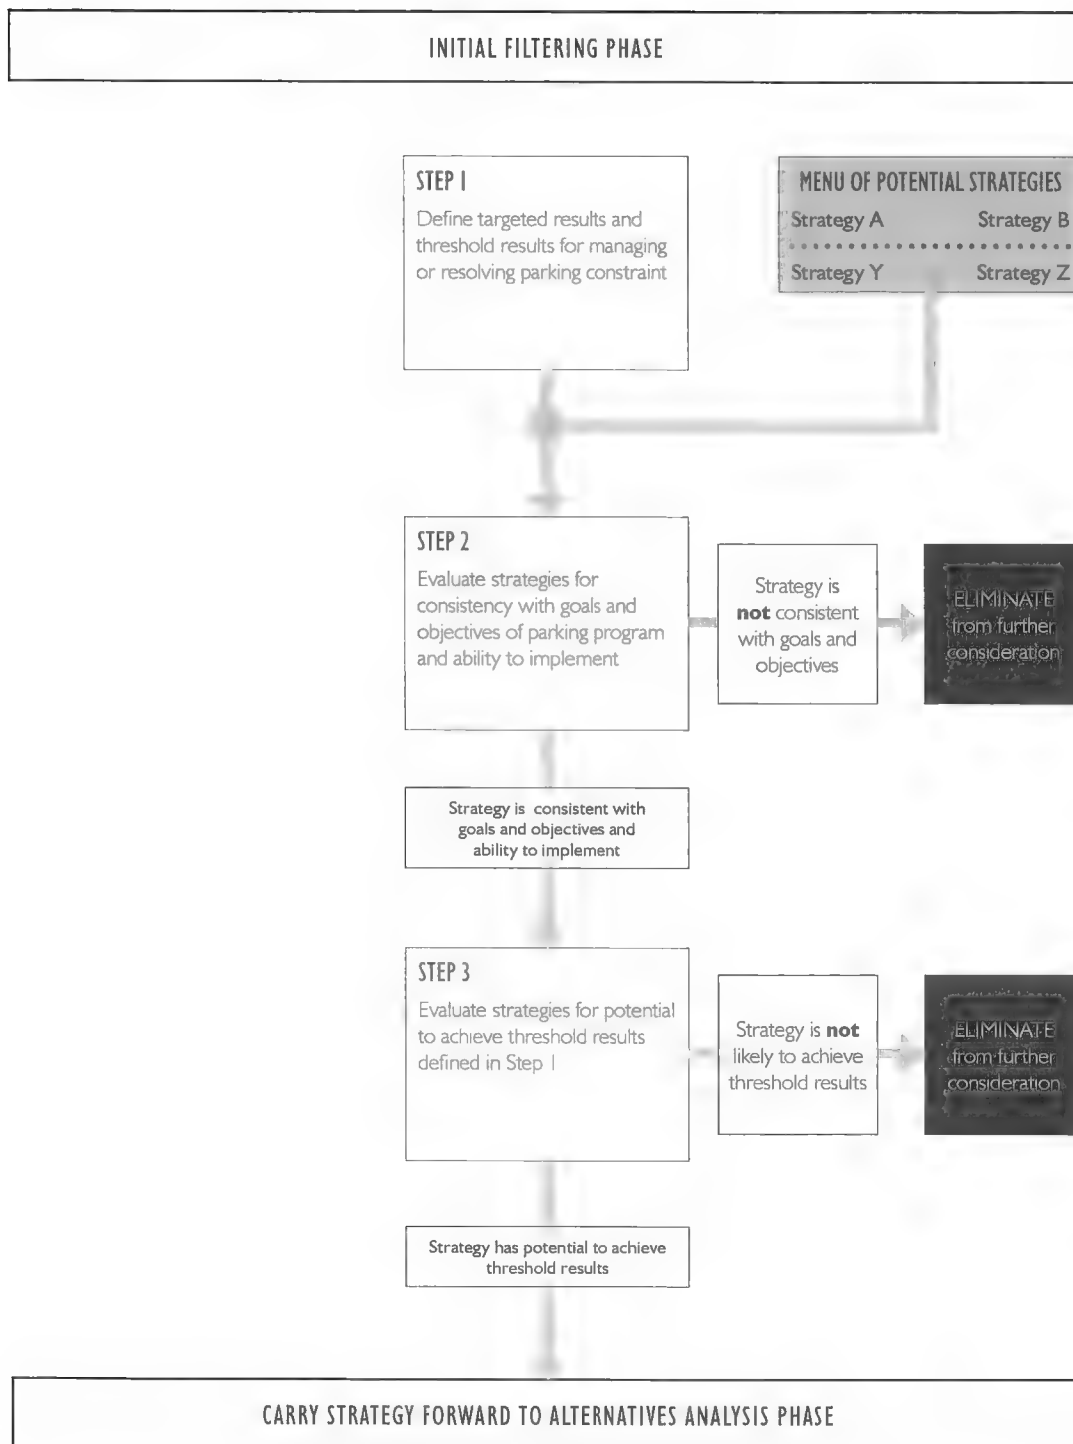 INITIAL FILTERING PHASE
STEP 1
Define targeted results and
threshold results for managing
or resolving parking constraint
MENU OF POTENTIAL STRATEGIES
Strategy A Strategy B
Strategy Y Strategy Z
STEP 2
Evaluate strategies for
consistency with goals and
objectives of parking program
and ability to implement
Strategy is
not consistent
with goals and
objectives
ELIMINATE
from further
consideration
Strategy is consistent with
goals and objectives and
ability to implement
STEP 3
Evaluate strategies for potential
to achieve threshold results
defined in Step 1
Strategy is not
likely to achieve
threshold results
ELIMINATE
from further
consideration
Strategy has potential to achieve
threshold results
CARRY STRATEGY FORWARD TO ALTERNATIVES ANALYSIS PHASE